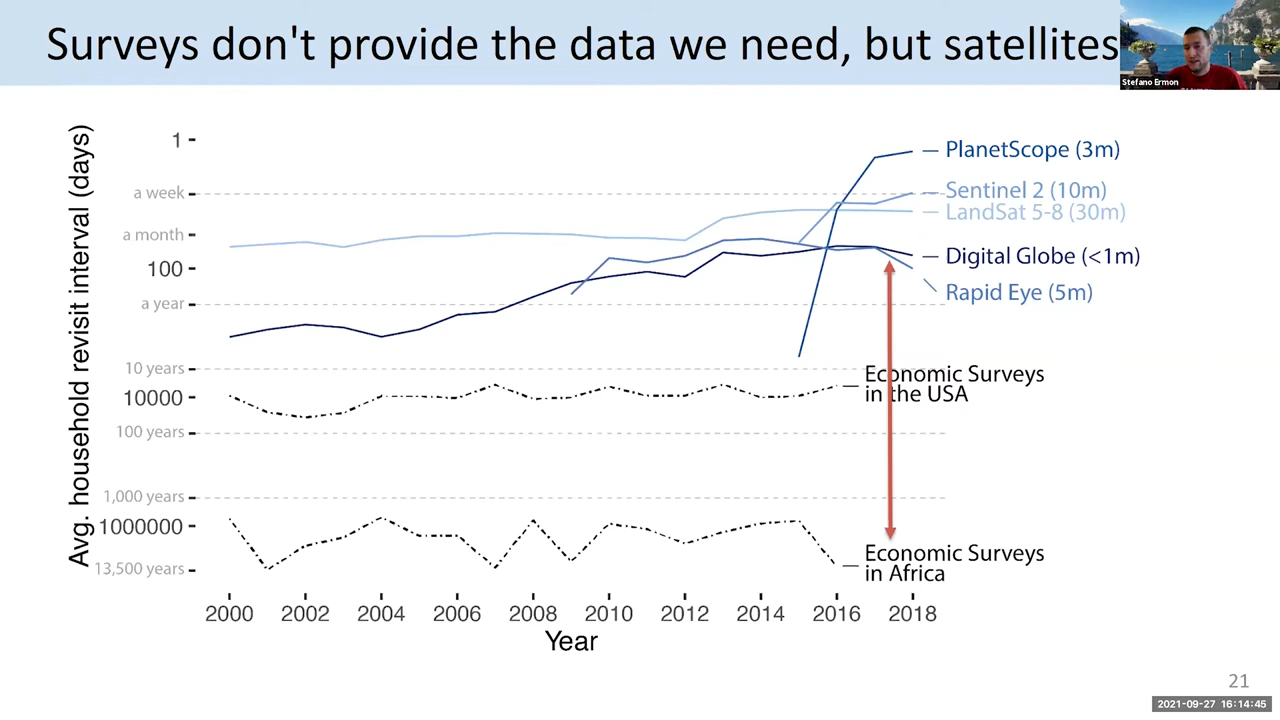 Surveys don't provide the data we need, but satellites
Stefano Ermon
Avg. household revisit interval (days)
1
a week
a month
100
a year
10 years
10000
100 years
1,000 years
1000000
13,500 years
PlanetScope (3m)
Sentinel 2 (10m)
LandSat 5-8 (30m)
Digital Globe (<1m)
Rapid Eye (5m)
Economic Surveys
in the USA
Economic Surveys
in Africa
2000 2002 2004 2006 2008 2010 2012 2014 2016 2018
Year
21
2021-09-27 16:14:45